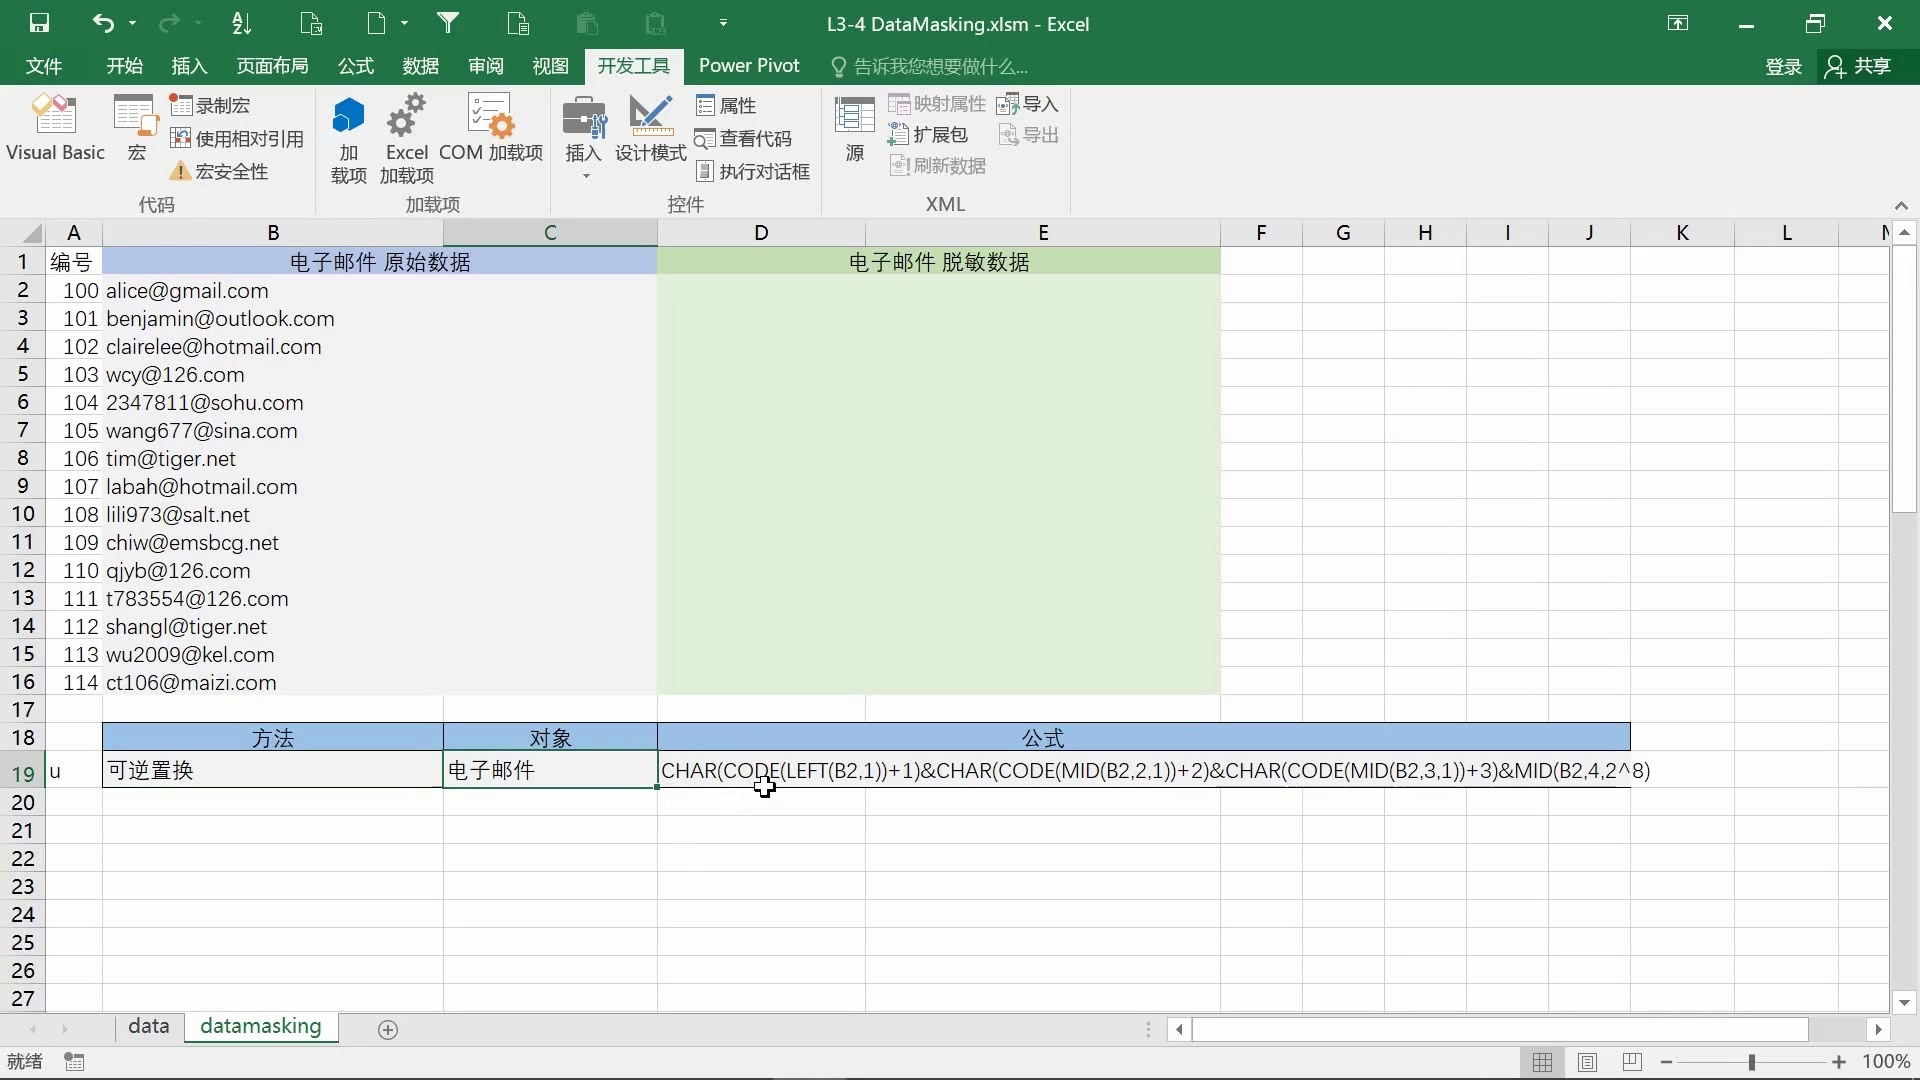 L3-4 DataMasking.xlsm - Excel
文件 开始 插入 页面布局 公式 数据 审阅 视图 开发工具 Power Pivot 告诉我您想要做什么... 登录 共享
Visual Basic 宏 录制宏 使用相对引用 宏安全性 代码
加载项 Excel 加载项 COM 加载项 加载项
插入 设计模式 属性 查看代码 执行对话框 控件
源 映射属性 扩展包 刷新数据 导入 导出 XML
A B C D E F G H I J K L
1 编号 电子邮件 原始数据 电子邮件 脱敏数据
2 100 alice@gmail.com
3 101 benjamin@outlook.com
4 102 clairelee@hotmail.com
5 103 wcy@126.com
6 104 2347811@sohu.com
7 105 wang677@sina.com
8 106 tim@tiger.net
9 107 labah@hotmail.com
10 108 lili973@salt.net
11 109 chiw@emsbcg.net
12 110 qjyb@126.com
13 111 t783554@126.com
14 112 shangl@tiger.net
15 113 wu2009@kel.com
16 114 ct106@maizi.com
17
18 方法 对象 公式
19 u 可逆置换 电子邮件 CHAR(CODE(LEFT(B2,1))+1)&CHAR(CODE(MID(B2,2,1))+2)&CHAR(CODE(MID(B2,3,1))+3)&MID(B2,4,2^8)
20
21
22
23
24
25
26
27
data datamasking
就绪 100%